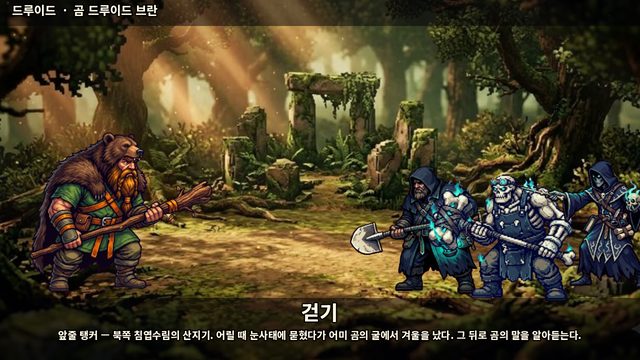 드루이드 · 곰 드루이드 브란
걷기
앞줄 탱커 — 북쪽 침엽수림의 산지기. 어릴 때 눈사태에 묻혔다가 어미 곰의 굴에서 겨울을 났다. 그 뒤로 곰의 말을 알아듣는다.